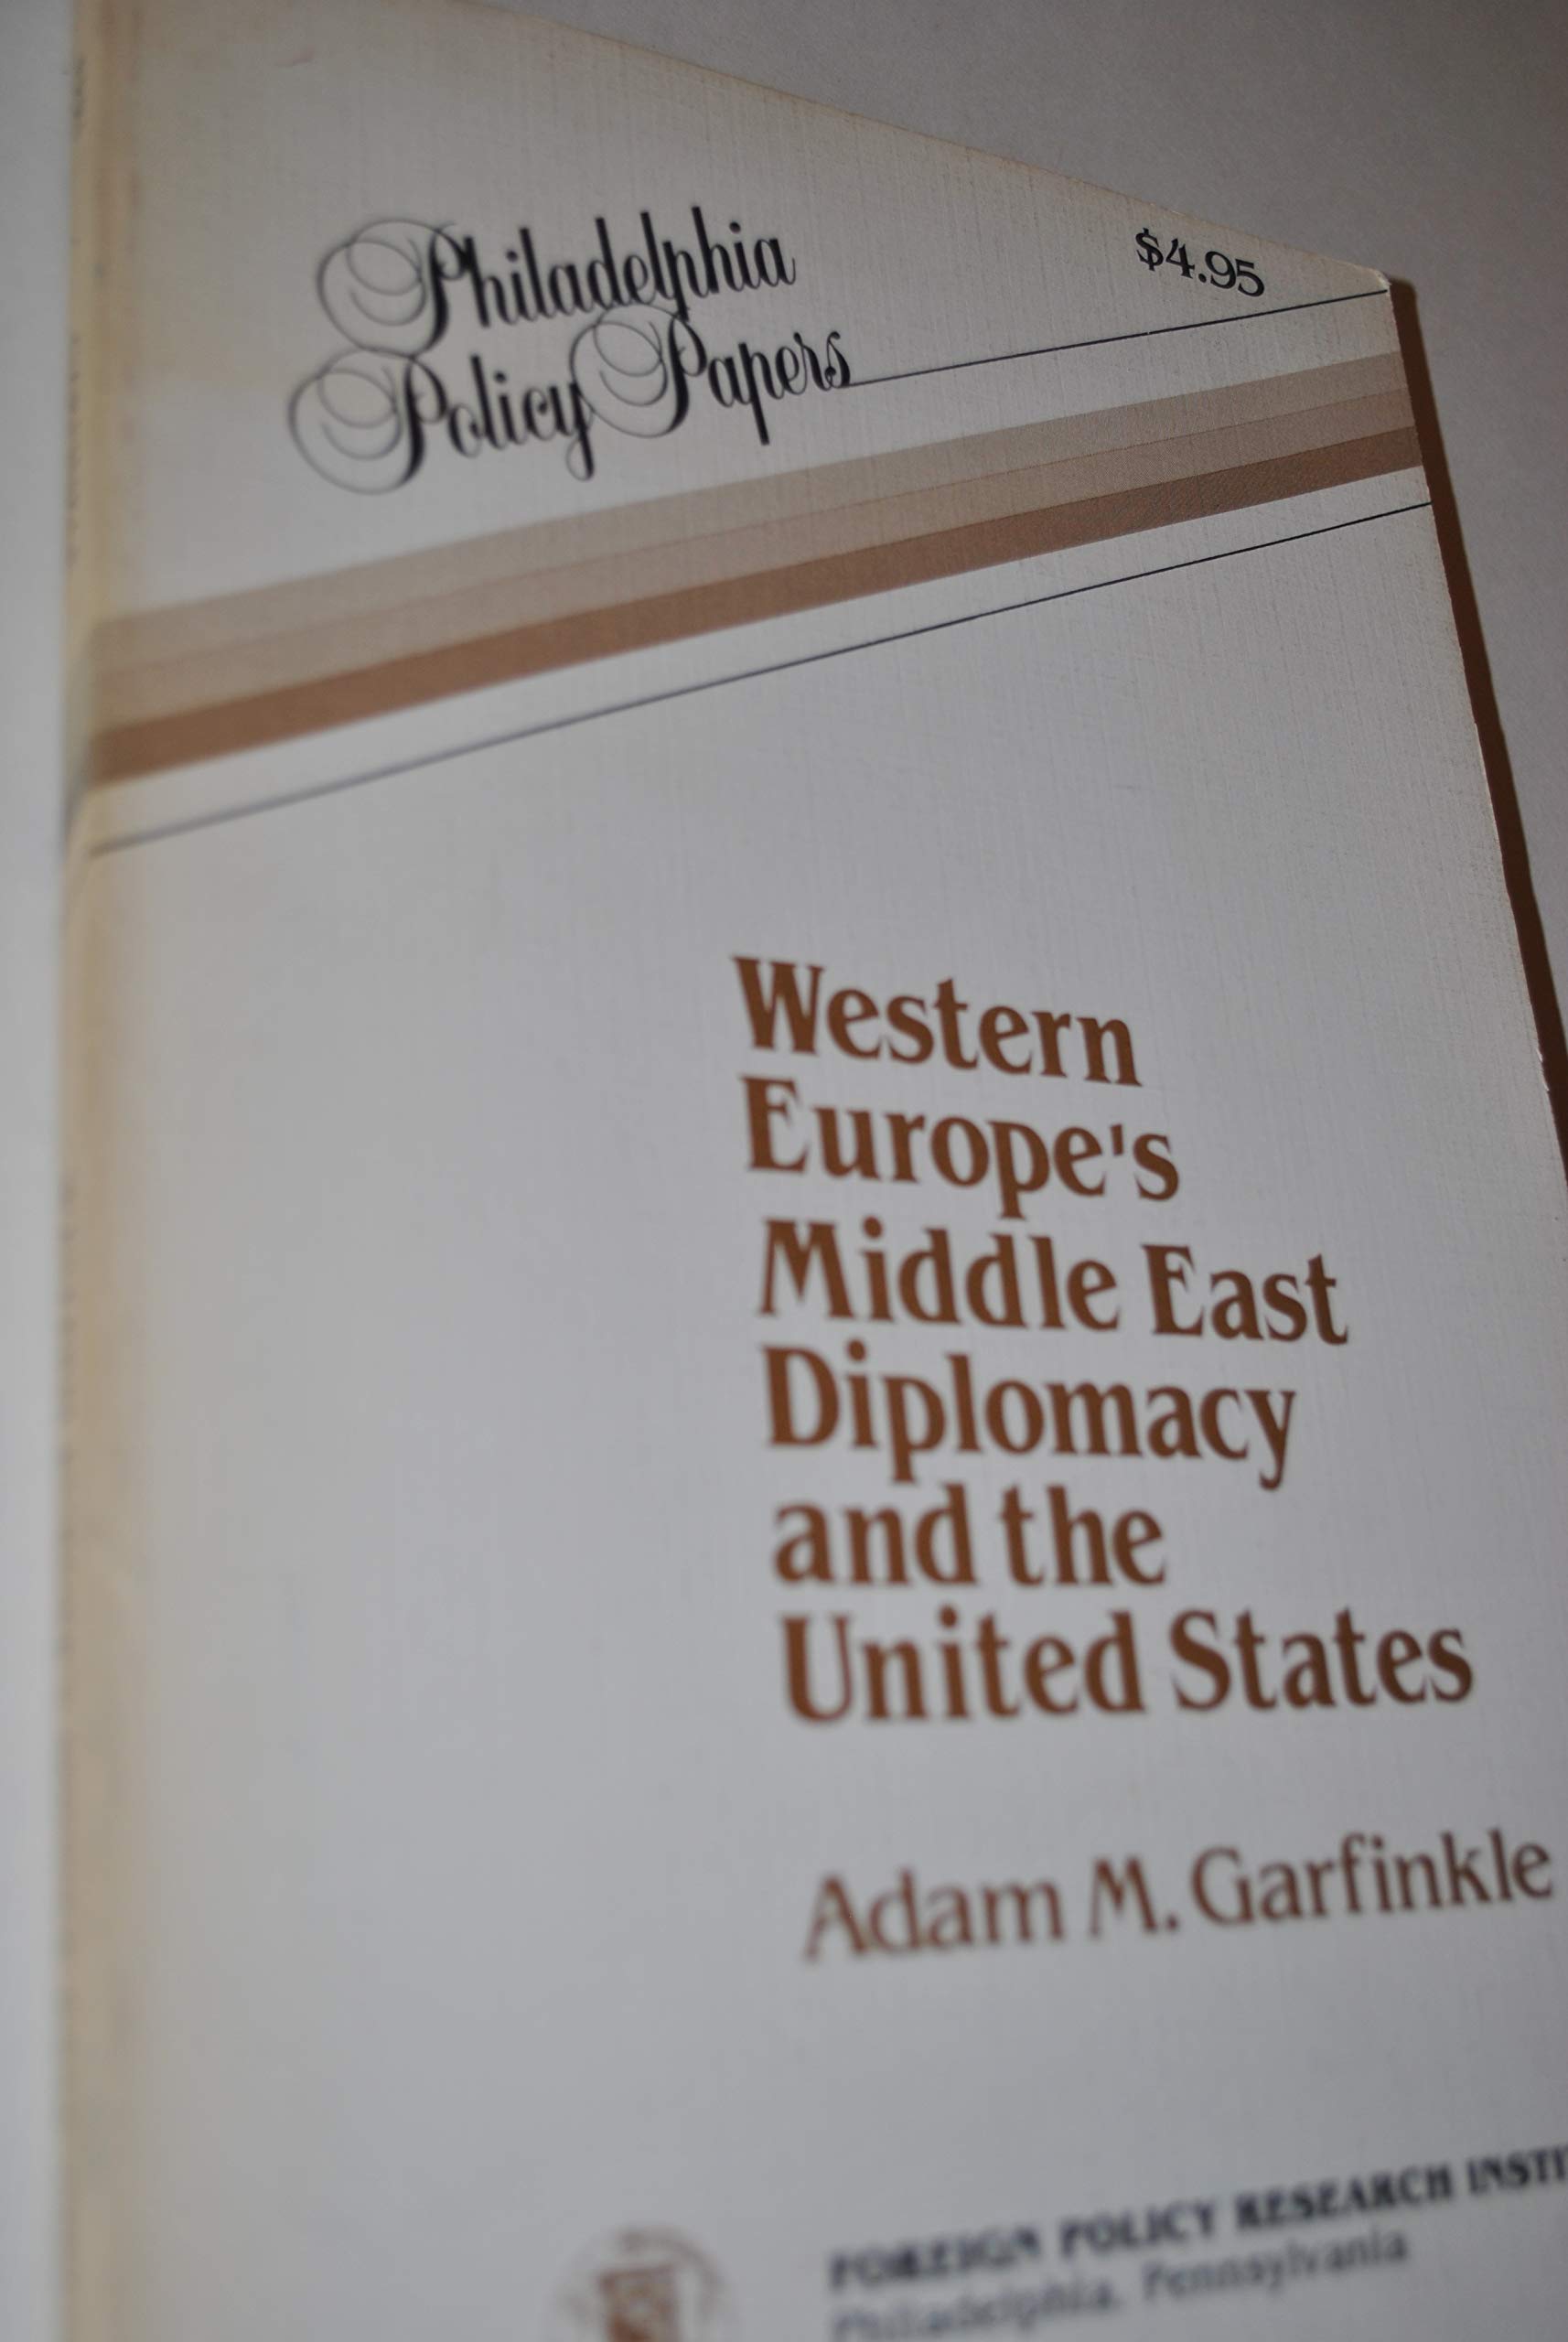 Philadelphia
Policy Papers
$4.95
Western
Europe's
Middle East
Diplomacy
and the
United States
Adam M. Garfinkle
FOREIGN POLICY RESEARCH INSTI
Philadelphia, Pennsylvania